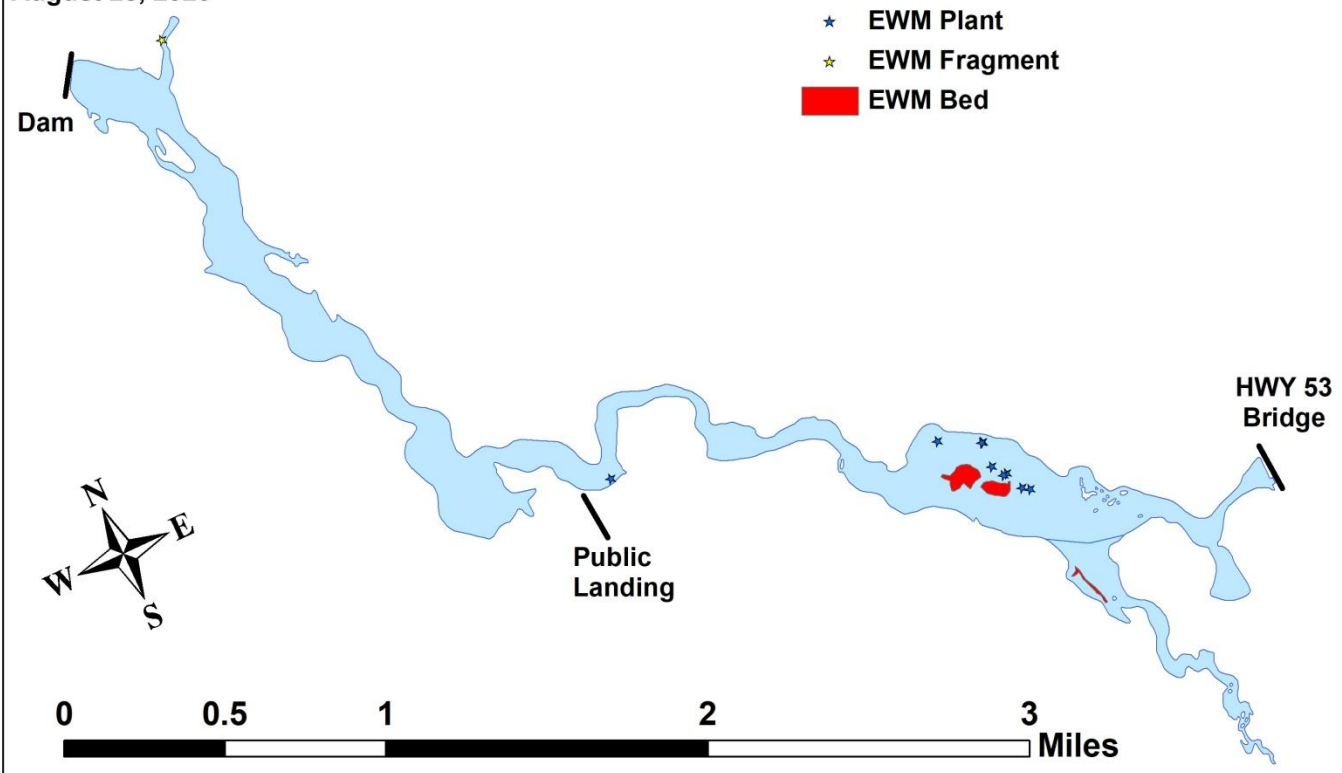 EWM Plant
EWM Fragment
EWM Bed
Dam
HWY 53
Bridge
Public
Landing
N
E
W
S
0 0.5 1 2 3
Miles